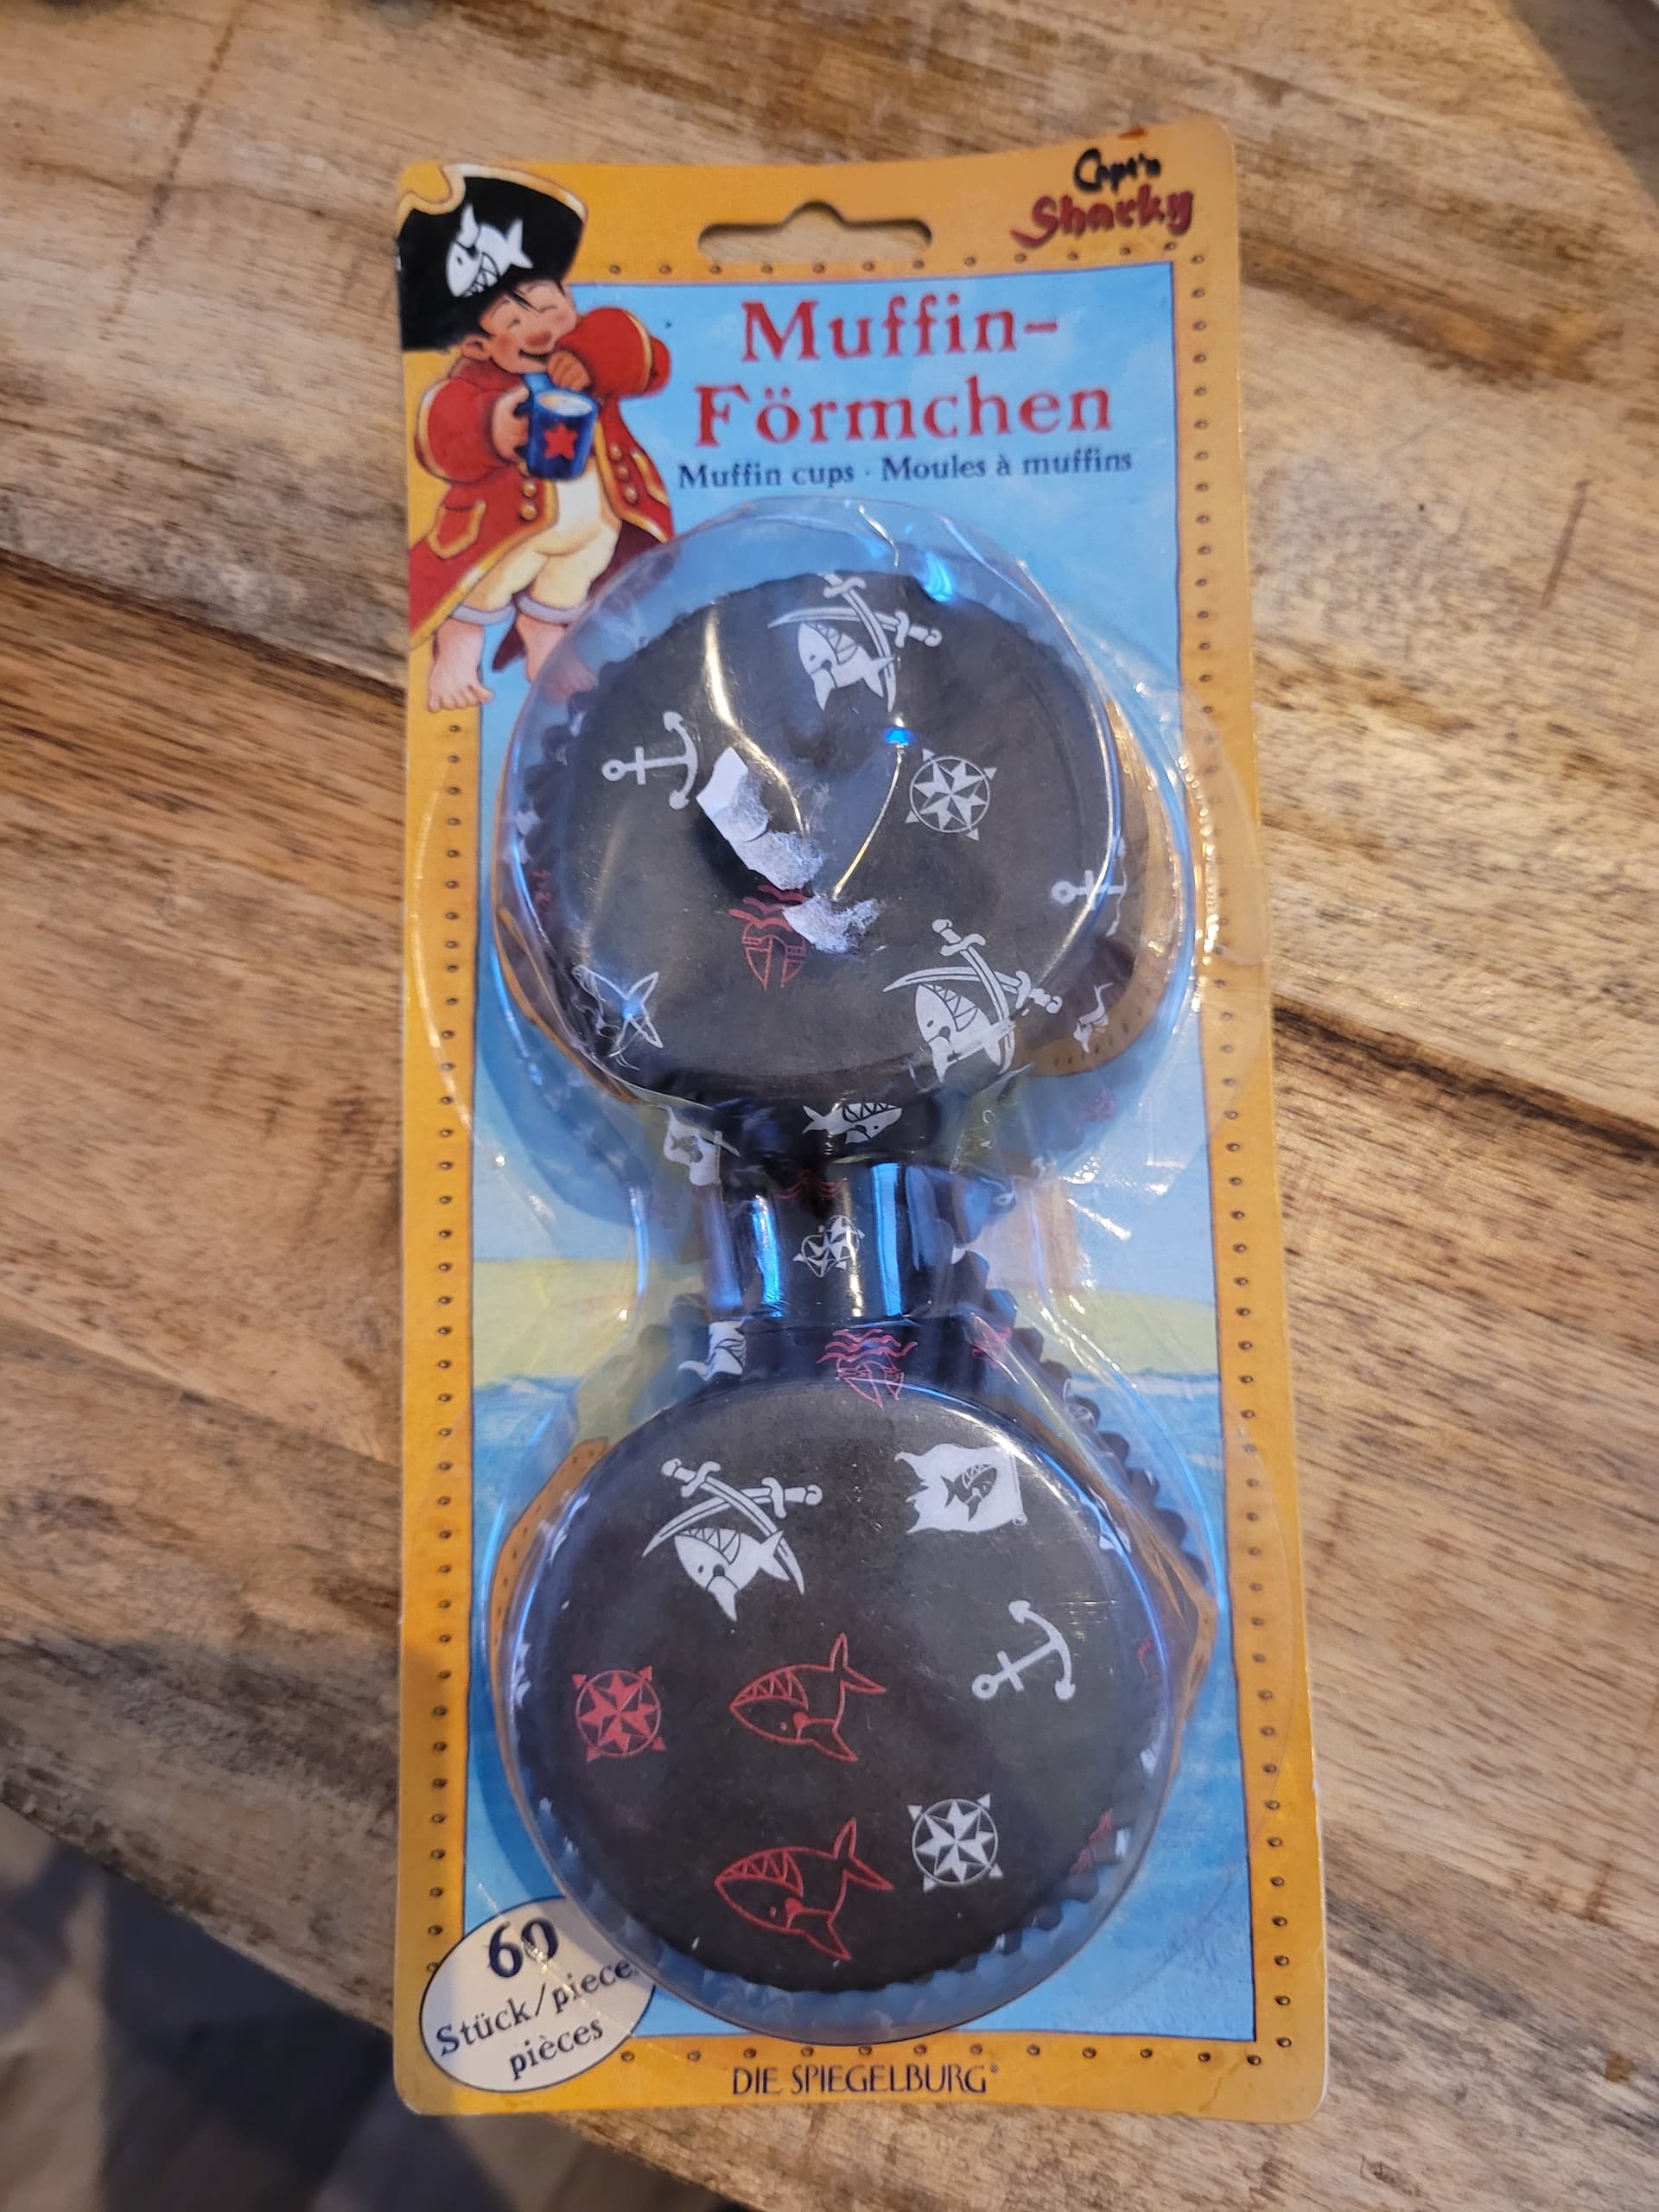 Capt'n
Sharky
Muffin-
Förmchen
Muffin cups · Moules à muffins
60
Stück/pieces
pièces
DIE SPIEGELBURG®